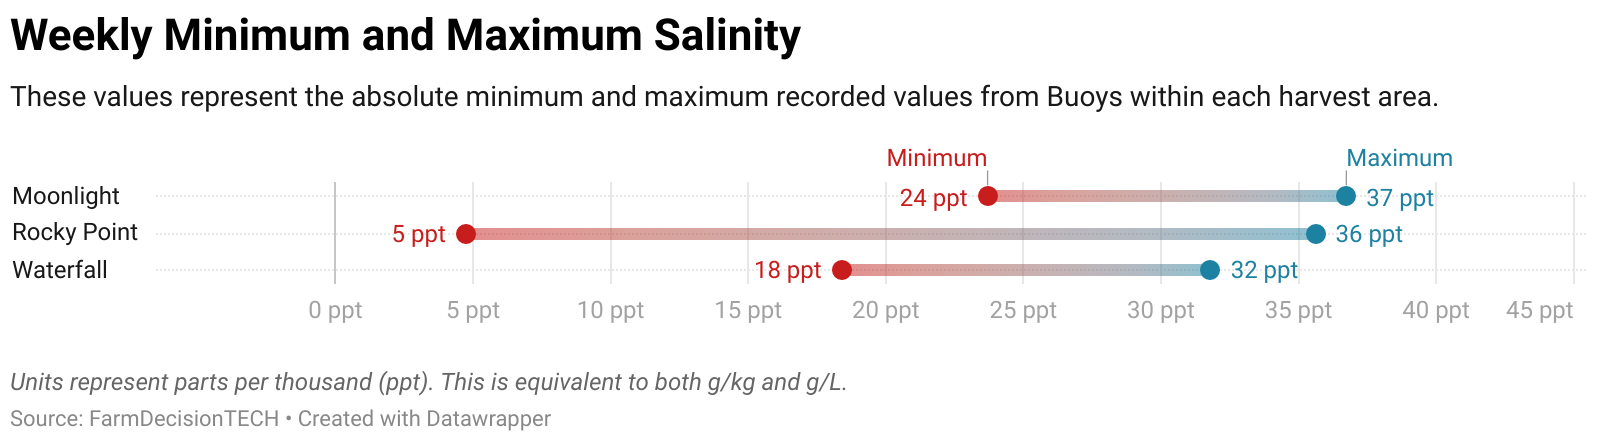 Weekly Minimum and Maximum Salinity
These values represent the absolute minimum and maximum recorded values from Buoys within each harvest area.
Minimum Maximum
Moonlight 24 ppt 37 ppt
Rocky Point 5 ppt 36 ppt
Waterfall 18 ppt 32 ppt
0 ppt 5 ppt 10 ppt 15 ppt 20 ppt 25 ppt 30 ppt 35 ppt 40 ppt 45 ppt
Units represent parts per thousand (ppt). This is equivalent to both g/kg and g/L.
Source: FarmDecisionTECH • Created with Datawrapper